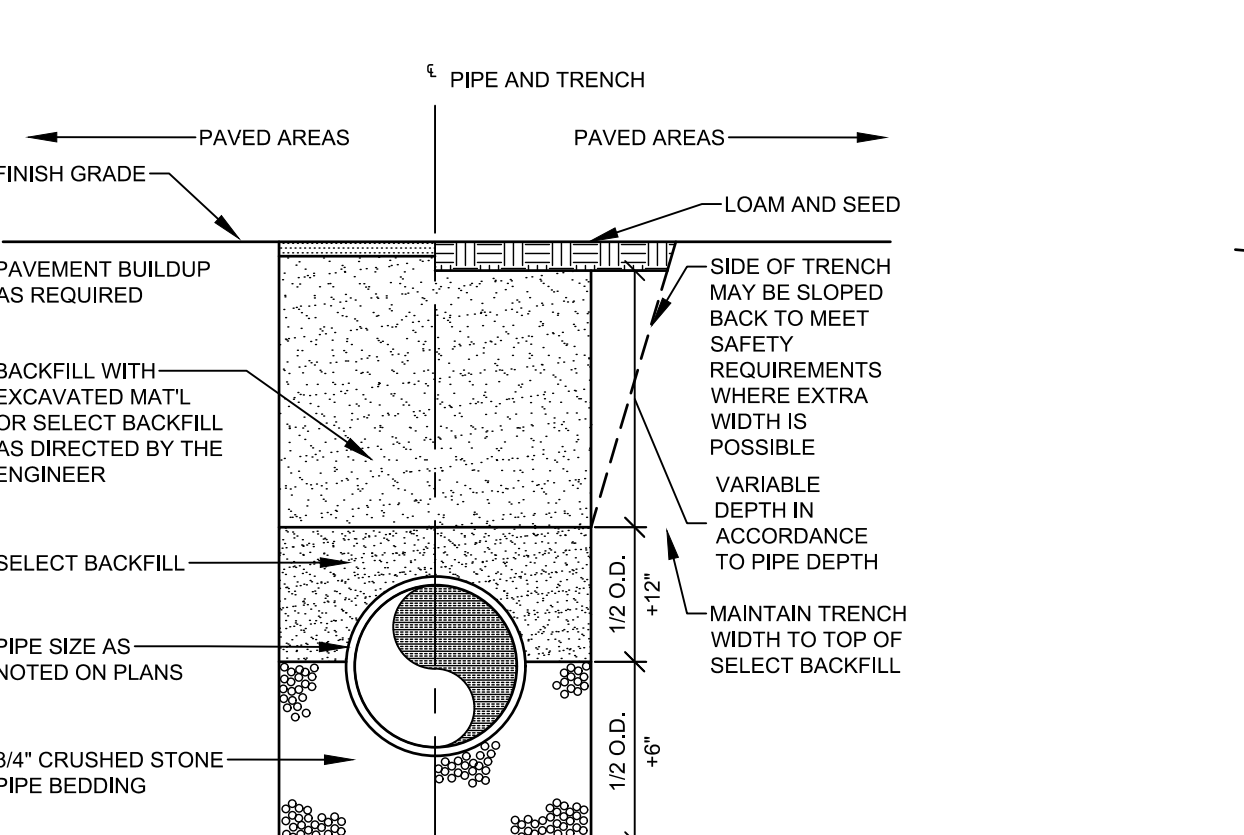 ℄ PIPE AND TRENCH
PAVED AREAS
PAVED AREAS
FINISH GRADE
LOAM AND SEED
PAVEMENT BUILDUP
AS REQUIRED
BACKFILL WITH
EXCAVATED MAT'L
OR SELECT BACKFILL
AS DIRECTED BY THE
ENGINEER
SELECT BACKFILL
PIPE SIZE AS
NOTED ON PLANS
3/4" CRUSHED STONE
PIPE BEDDING
SIDE OF TRENCH
MAY BE SLOPED
BACK TO MEET
SAFETY
REQUIREMENTS
WHERE EXTRA
WIDTH IS
POSSIBLE
VARIABLE
DEPTH IN
ACCORDANCE
TO PIPE DEPTH
MAINTAIN TRENCH
WIDTH TO TOP OF
SELECT BACKFILL
1/2 O.D.
+12"
1/2 O.D.
+6"